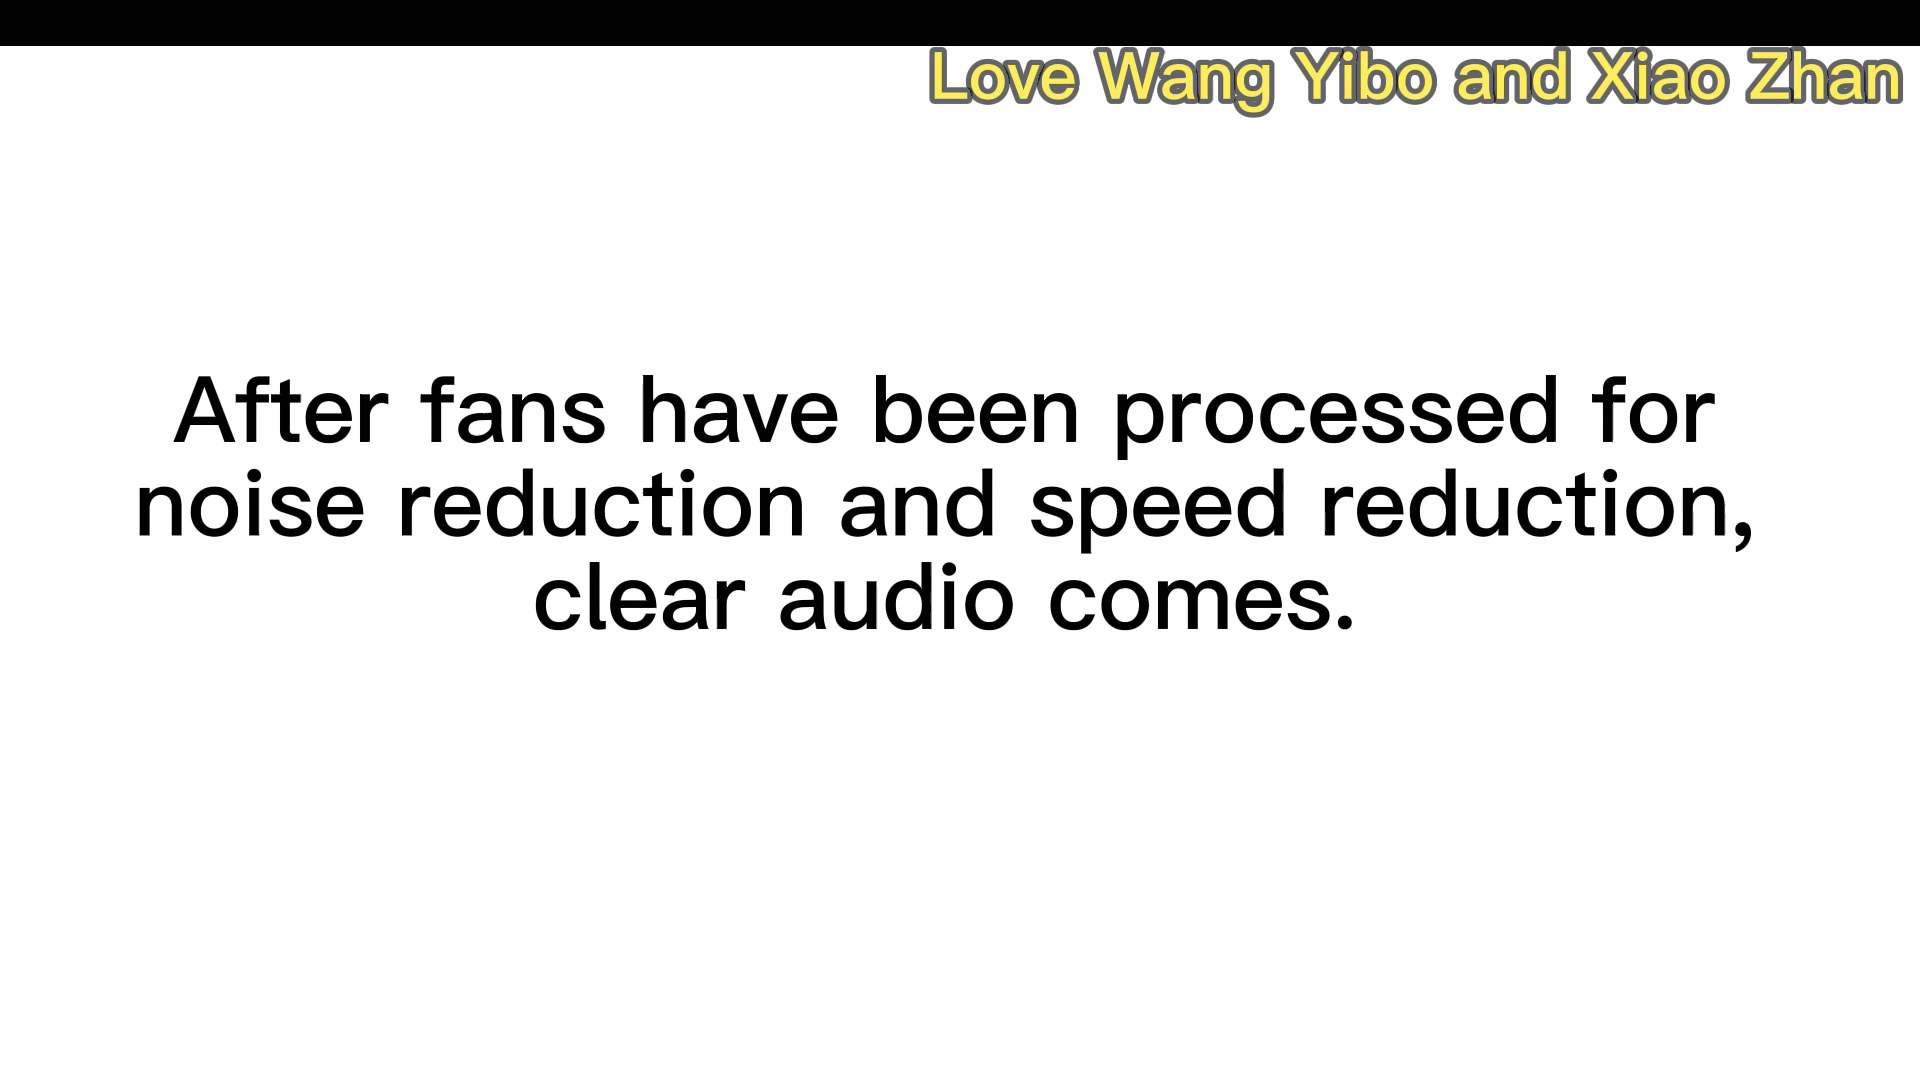 Love Wang Yibo and Xiao Zhan
After fans have been processed for
noise reduction and speed reduction,
clear audio comes.